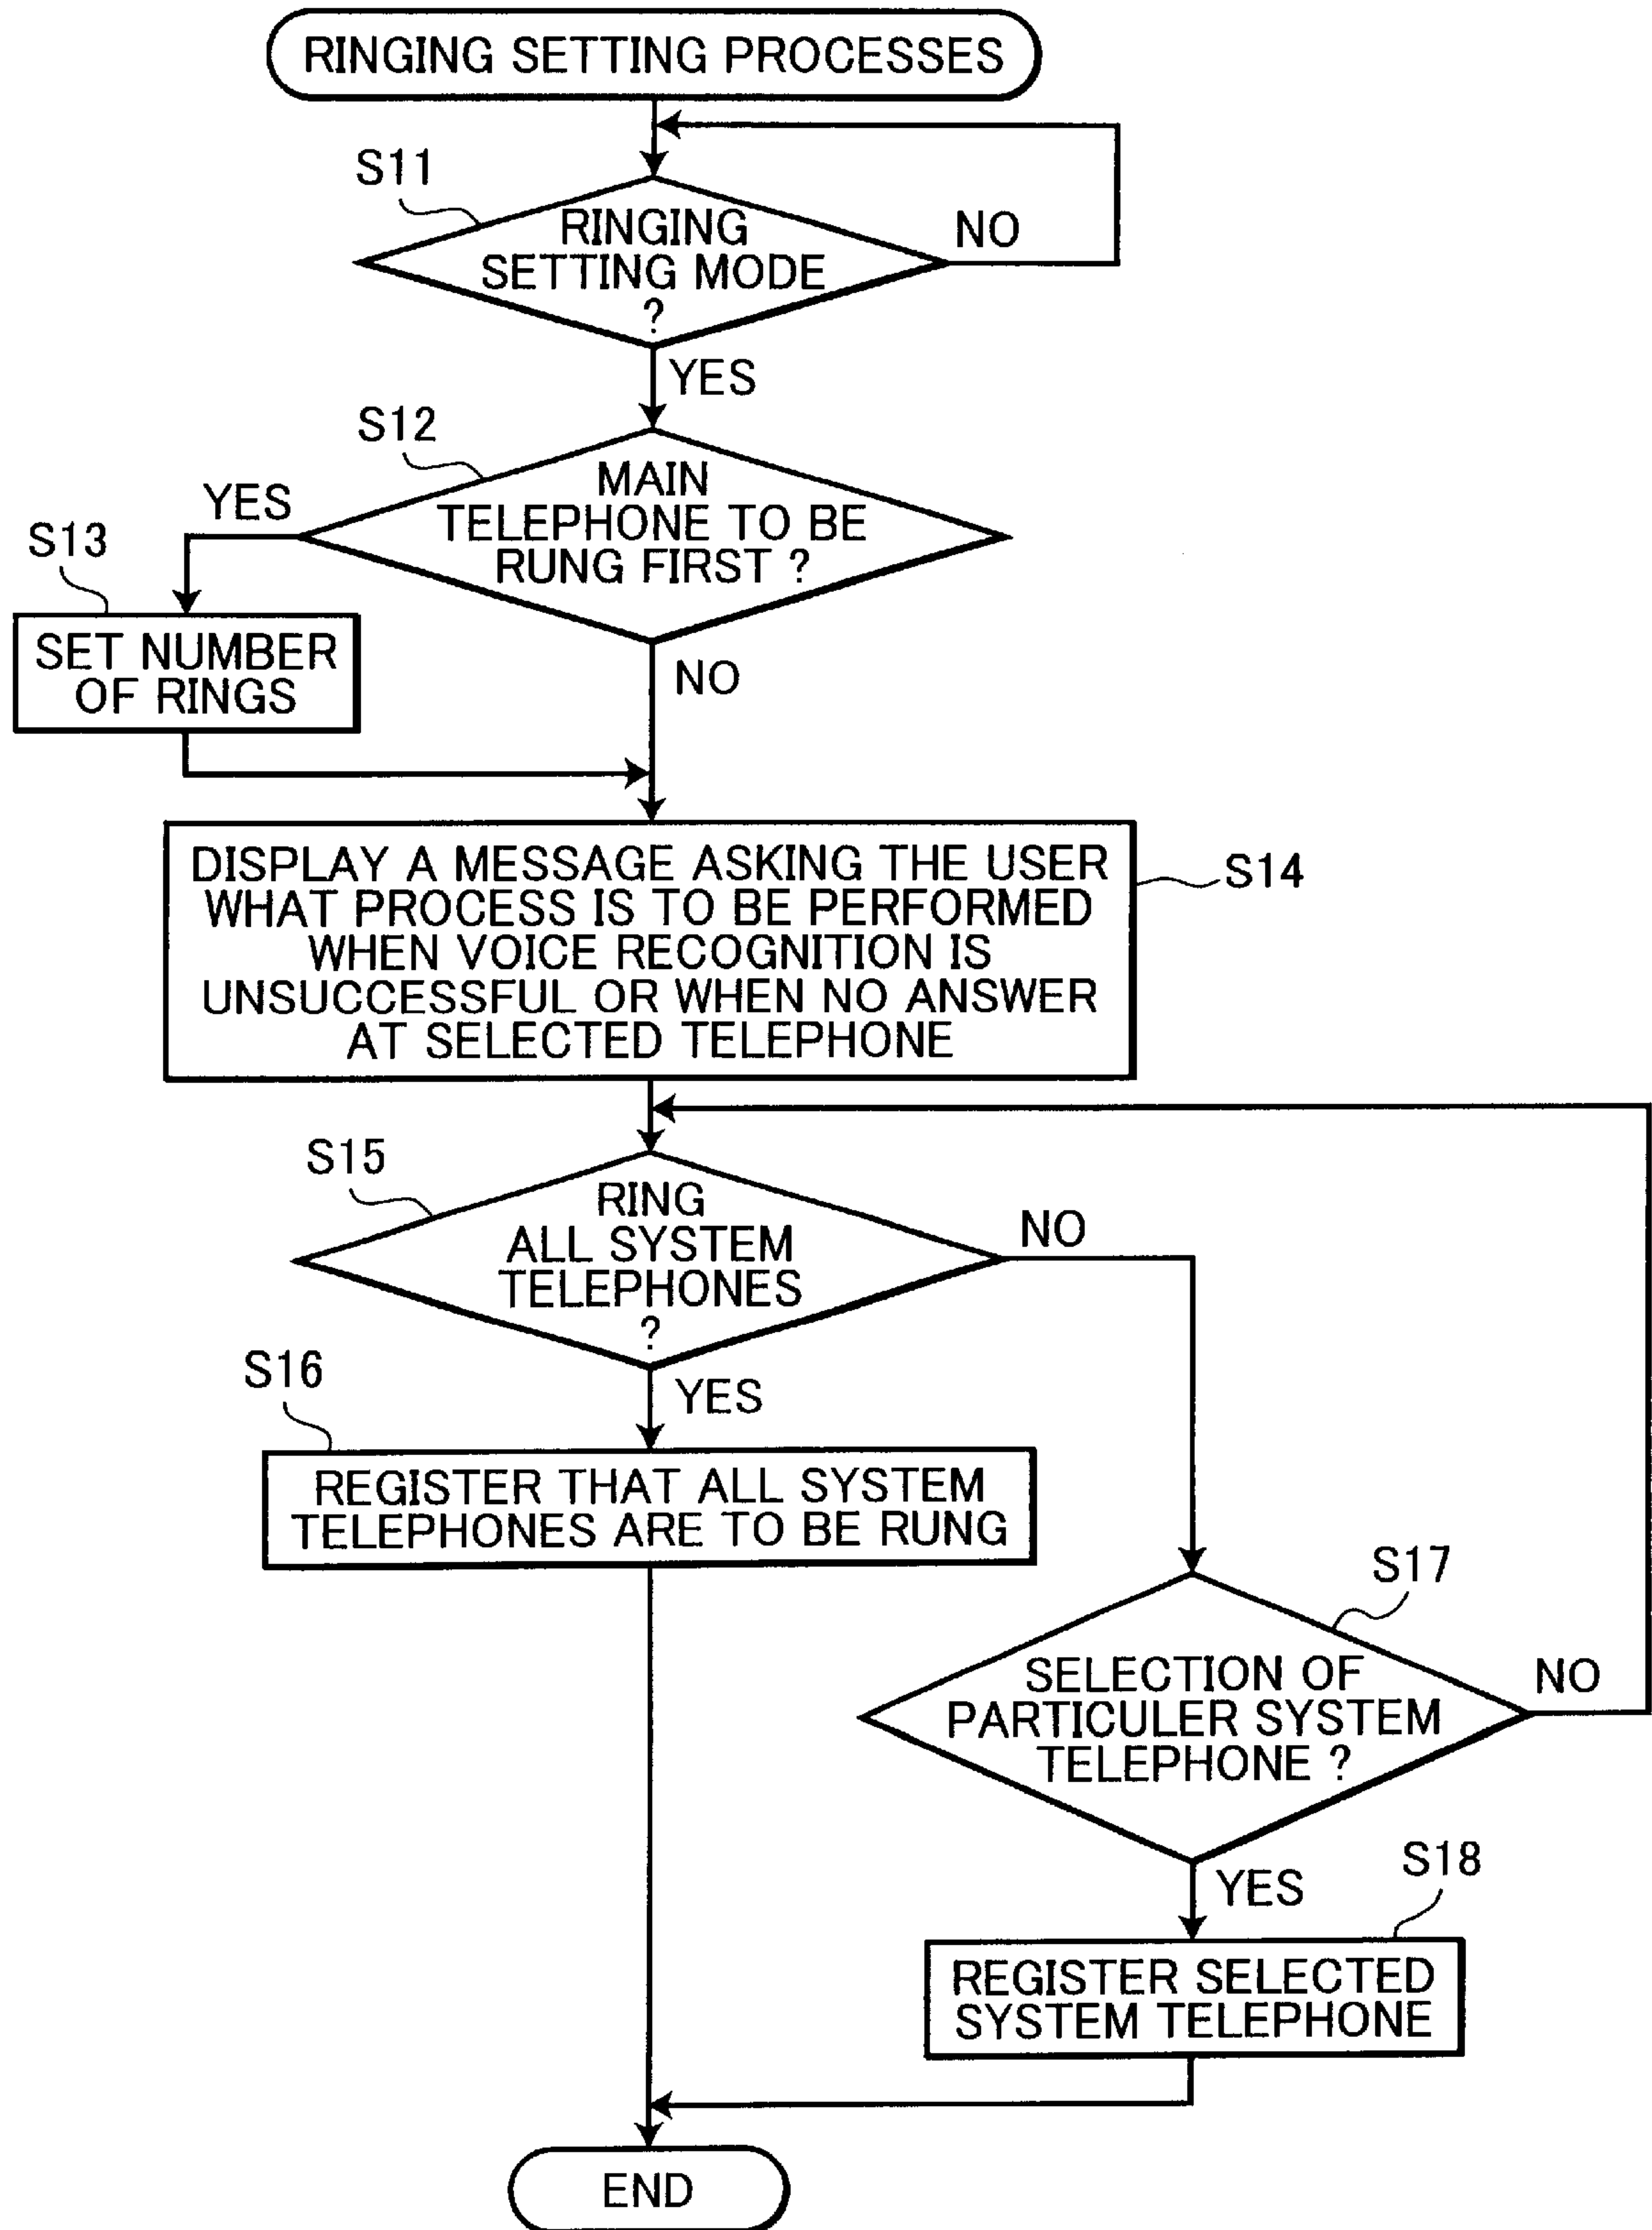 RINGING SETTING PROCESSES
S11
RINGING
SETTING MODE
?
NO
YES
S12
MAIN
TELEPHONE TO BE
RUNG FIRST ?
YES
NO
S13
SET NUMBER
OF RINGS
DISPLAY A MESSAGE ASKING THE USER
WHAT PROCESS IS TO BE PERFORMED
WHEN VOICE RECOGNITION IS
UNSUCCESSFUL OR WHEN NO ANSWER
AT SELECTED TELEPHONE
S14
S15
RING
ALL SYSTEM
TELEPHONES
?
NO
YES
S16
REGISTER THAT ALL SYSTEM
TELEPHONES ARE TO BE RUNG
S17
SELECTION OF
PARTICULER SYSTEM
TELEPHONE ?
NO
YES
S18
REGISTER SELECTED
SYSTEM TELEPHONE
END